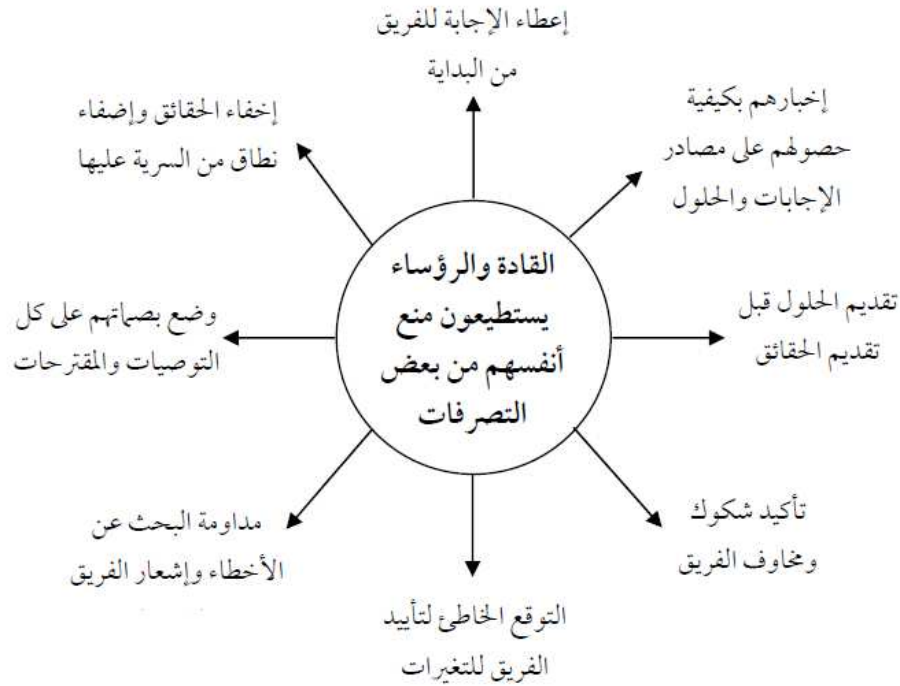 إعطاء الإجابة للفريق
من البداية
إخبارهم بكيفية
حصولهم على مصادر
الإجابات والحلول
تقديم الحلول قبل
تقديم الحقائق
تأكيد شكوك
ومخاوف الفريق
التوقع الخاطئ لتأييد
الفريق للتغيرات
مداومة البحث عن
الأخطاء وإشعار الفريق
وضع بصماتهم على كل
التوصيات والمقترحات
إخفاء الحقائق وإضفاء
نطاق من السرية عليها
القادة والرؤساء
يستطيعون منع
أنفسهم من بعض
التصرفات